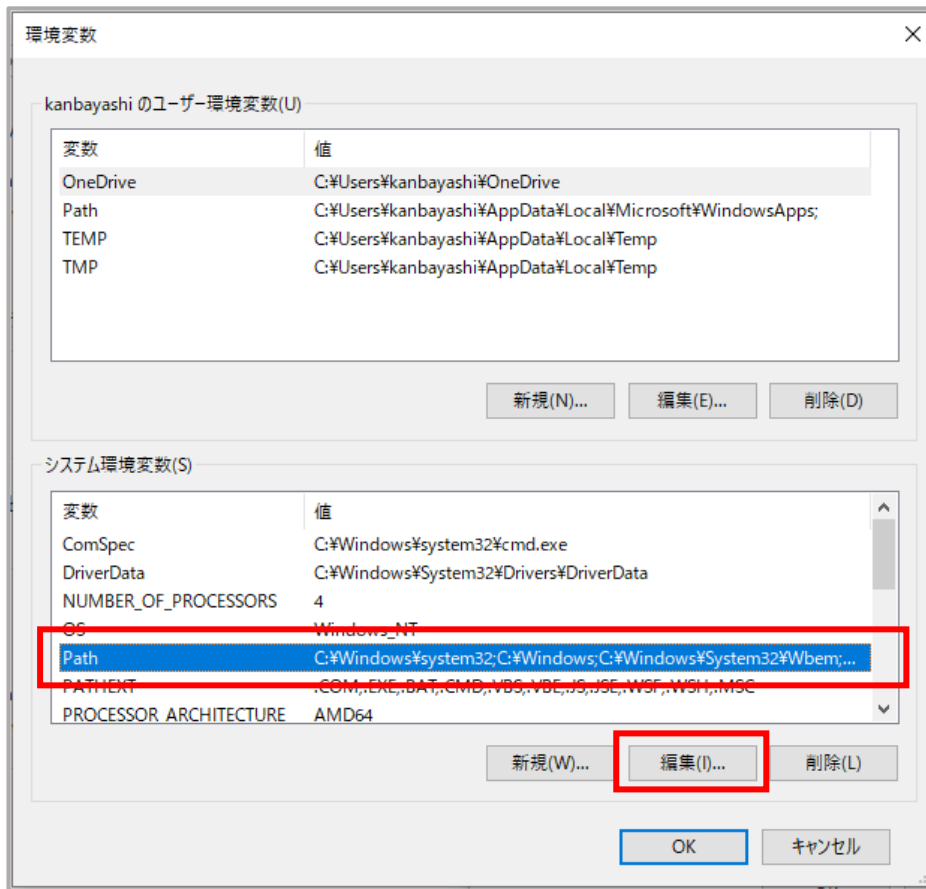 環境変数
kanbayashi のユーザー環境変数(U)
変数 値
OneDrive C:¥Users¥kanbayashi¥OneDrive
Path C:¥Users¥kanbayashi¥AppData¥Local¥Microsoft¥WindowsApps;
TEMP C:¥Users¥kanbayashi¥AppData¥Local¥Temp
TMP C:¥Users¥kanbayashi¥AppData¥Local¥Temp
新規(N)... 編集(E)... 削除(D)
システム環境変数(S)
変数 値
ComSpec C:¥Windows¥system32¥cmd.exe
DriverData C:¥Windows¥System32¥Drivers¥DriverData
NUMBER_OF_PROCESSORS 4
OS Windows_NT
Path C:¥Windows¥system32;C:¥Windows;C:¥Windows¥System32¥Wbem;...
PATHEXT .COM;.EXE;.BAT;.CMD;.VBS;.VBE;.JS;.JSE;.WSF;.WSH;.MSC
PROCESSOR_ARCHITECTURE AMD64
新規(W)... 編集(I)... 削除(L)
OK キャンセル